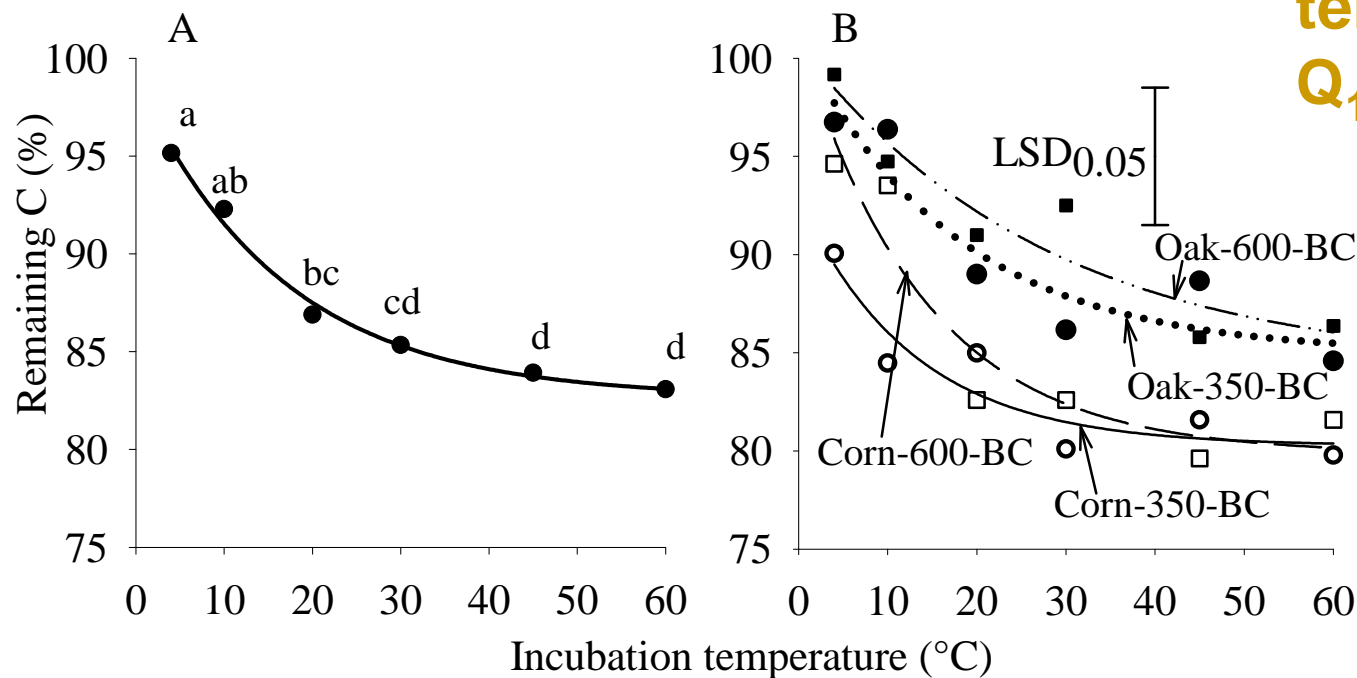 A
B
ter
Q1
100
95
90
85
80
75
Remaining C (%)
a
ab
bc
cd
d
d
0 10 20 30 40 50 60
100
95
90
85
80
75
LSD0.05
Oak-600-BC
Oak-350-BC
Corn-600-BC
Corn-350-BC
0 10 20 30 40 50 60
Incubation temperature (°C)